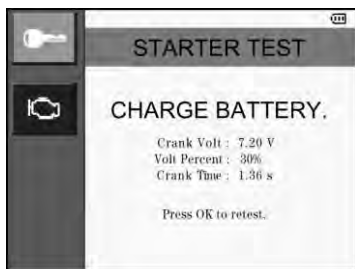 STARTER TEST
CHARGE BATTERY.
Crank Volt : 7.20 V
Volt Percent : 30%
Crank Time : 1.36 s
Press OK to retest.